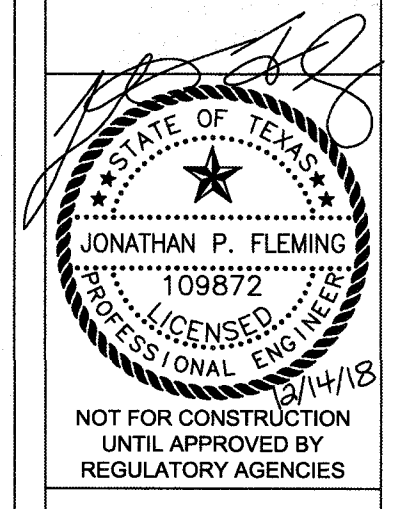 STATE OF TEXAS
JONATHAN P. FLEMING
109872
LICENSED
PROFESSIONAL ENGINEER
12/14/18
NOT FOR CONSTRUCTION
UNTIL APPROVED BY
REGULATORY AGENCIES